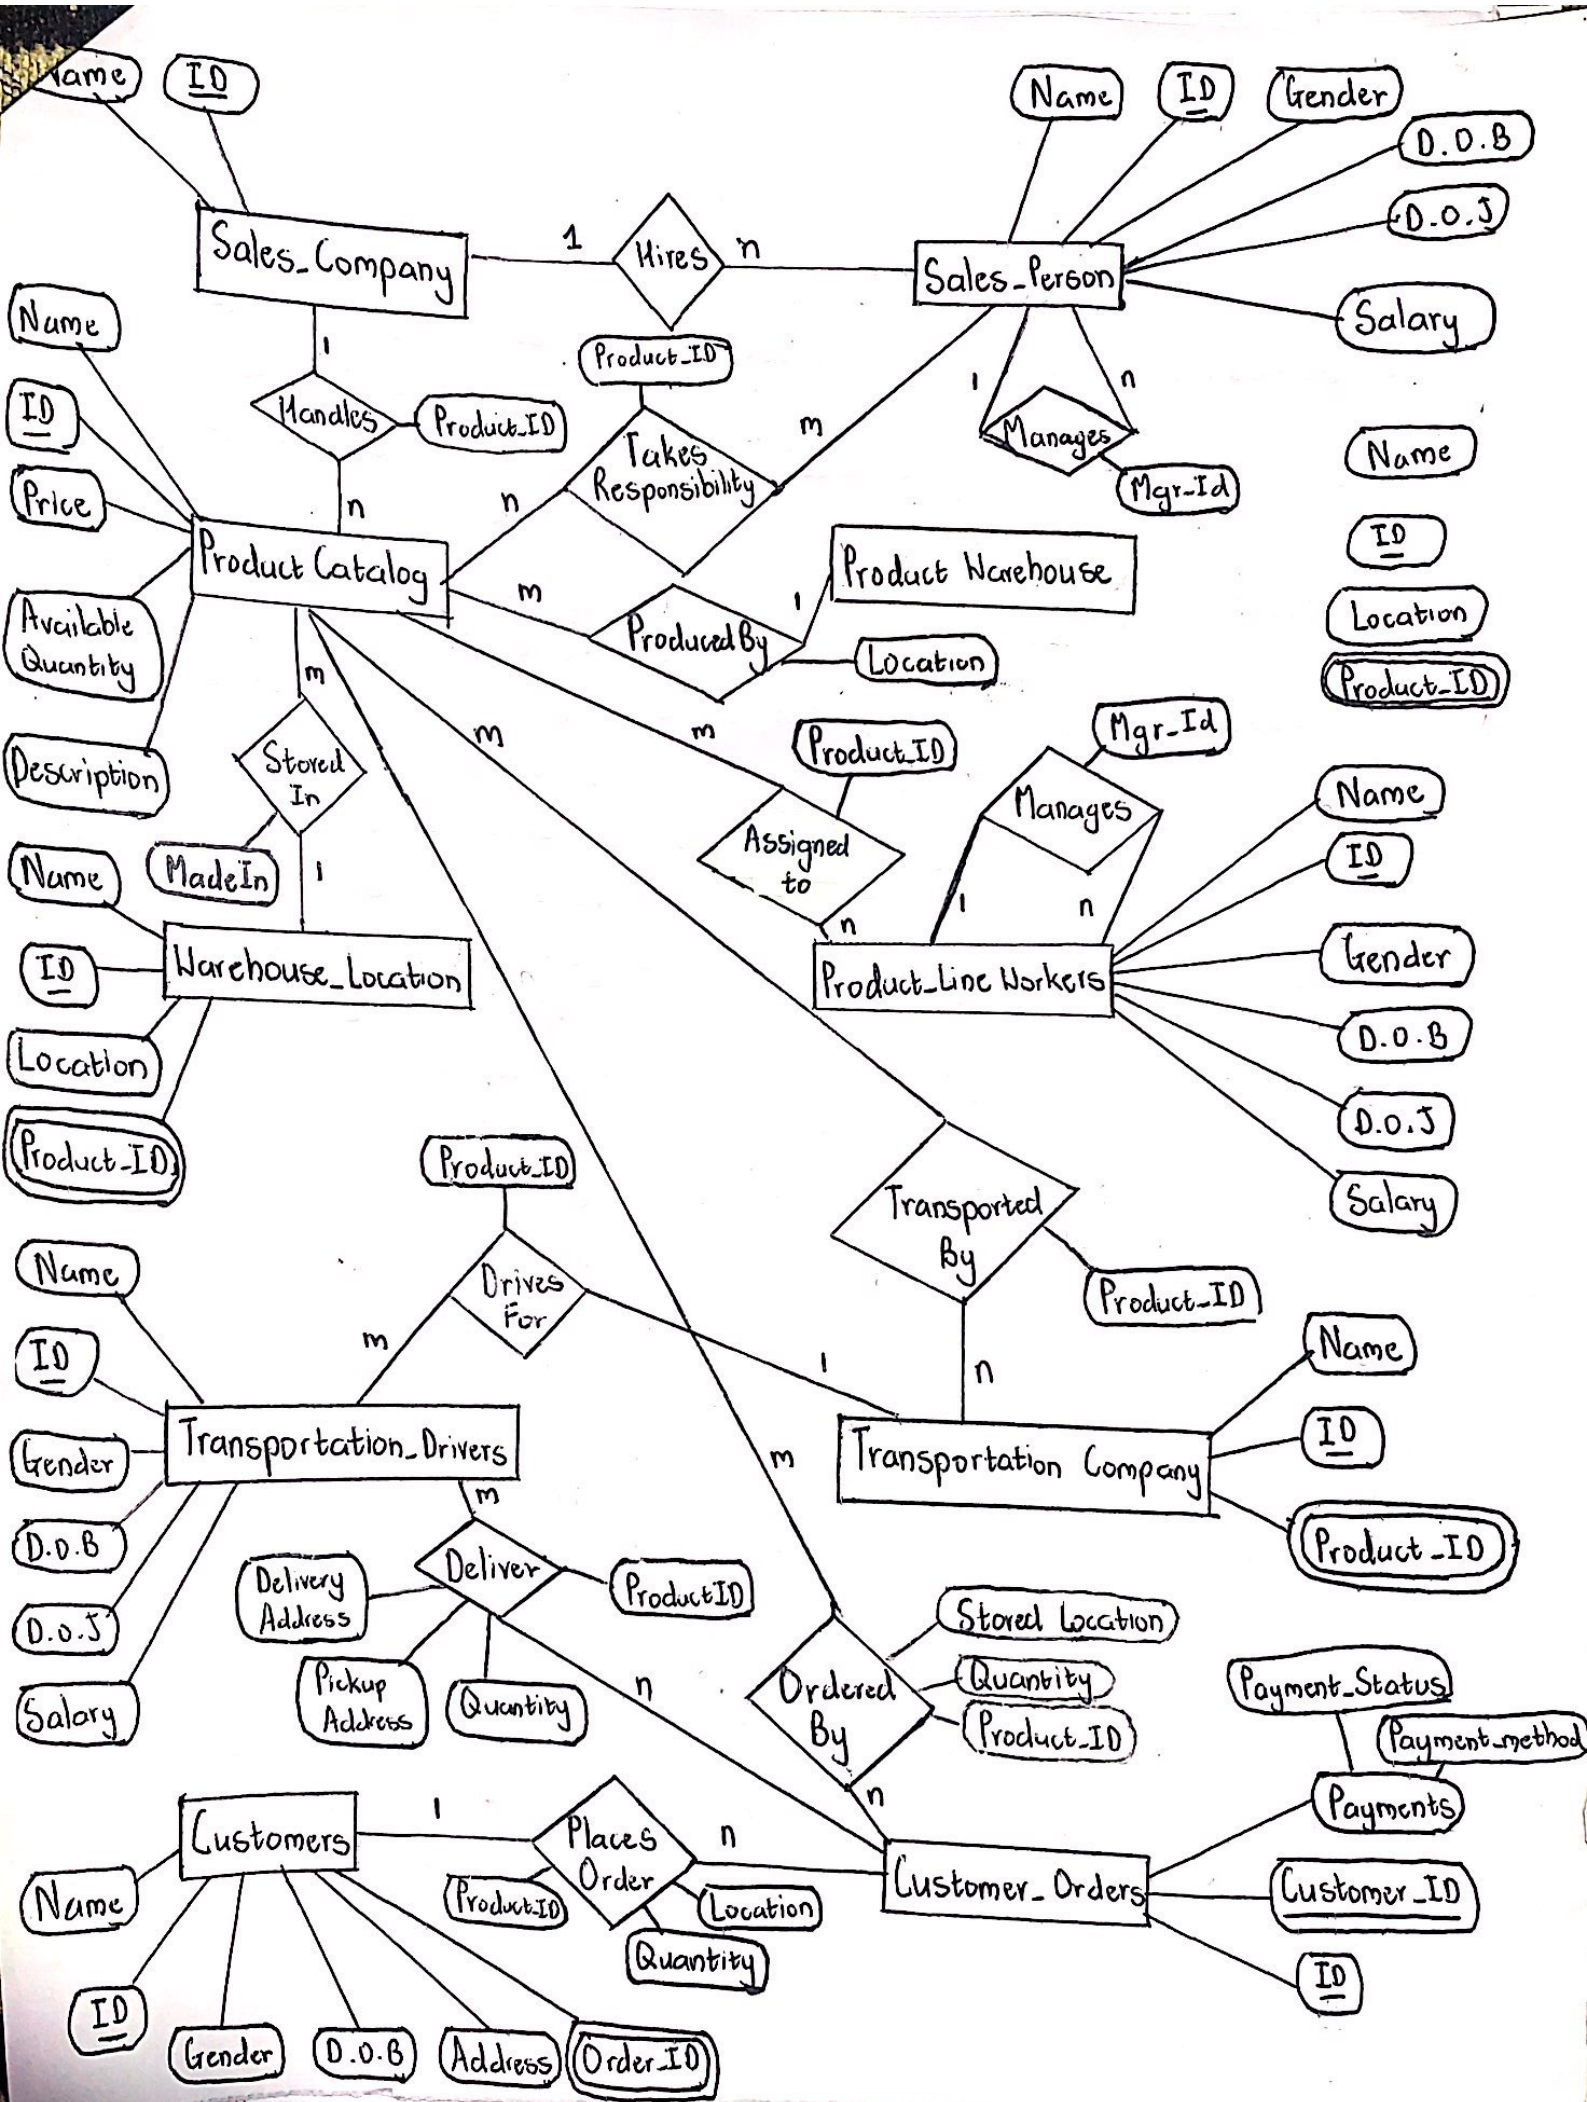 Name
ID
Name
ID
Gender
D.O.B
D.O.J
Salary
Sales_Company
1
Hires
n
Sales_Person
Name
ID
Price
Available
Quantity
Description
1
Handles
Product_ID
n
Product_ID
Takes
Responsibility
n
m
1
n
Manages
Mgr_Id
Name
ID
Location
Product_ID
Product Catalog
m
Produced By
1
Product Warehouse
Location
m
Stored
In
MadeIn
1
m
m
Product_ID
Assigned
to
n
Mgr_Id
Manages
1
n
Name
ID
Location
Product_ID
Warehouse_Location
Product_Line Workers
Name
ID
Gender
D.O.B
D.O.J
Salary
Product_ID
Drives
For
m
1
Transported
By
Product_ID
n
Name
ID
Gender
D.O.B
D.O.J
Salary
Transportation_Drivers
m
Transportation Company
Name
ID
Product_ID
m
Deliver
Delivery
Address
ProductID
Pickup
Address
Quantity
n
Ordered
By
Stored Location
Quantity
Product_ID
n
Payment_Status
Payment_method
Payments
Customer_ID
ID
Customers
1
Places
Order
n
Customer_Orders
Product_ID
Location
Quantity
Name
ID
Gender
D.O.B
Address
Order_ID